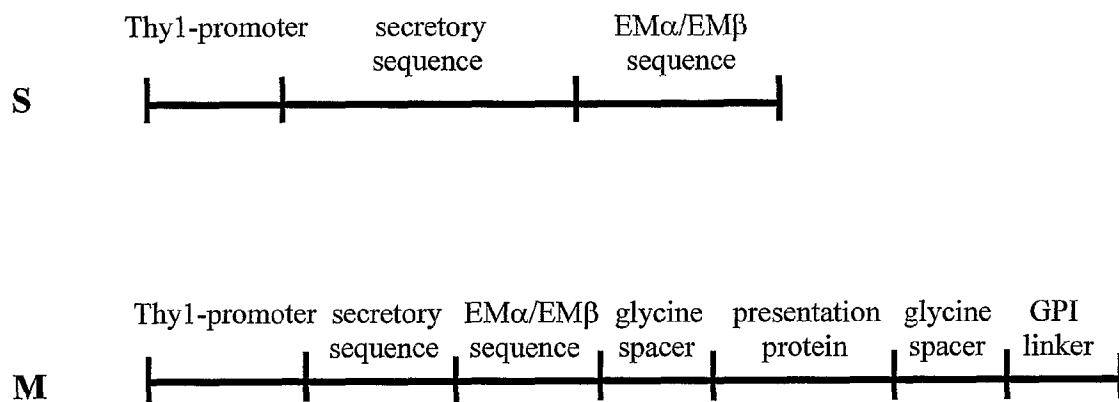 Thy1-promoter secretory EMα/EMβ
sequence sequence
S
Thy1-promoter secretory EMα/EMβ glycine presentation glycine GPI
sequence sequence spacer protein spacer linker
M